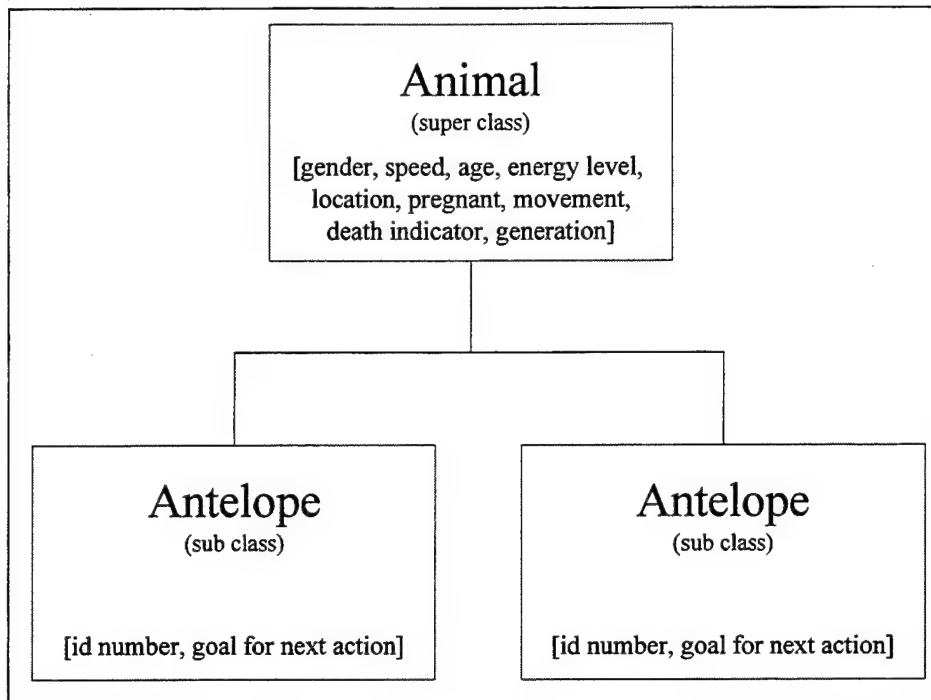 Animal
(super class)
[gender, speed, age, energy level,
location, pregnant, movement,
death indicator, generation]
Antelope
(sub class)
[id number, goal for next action]
Antelope
(sub class)
[id number, goal for next action]